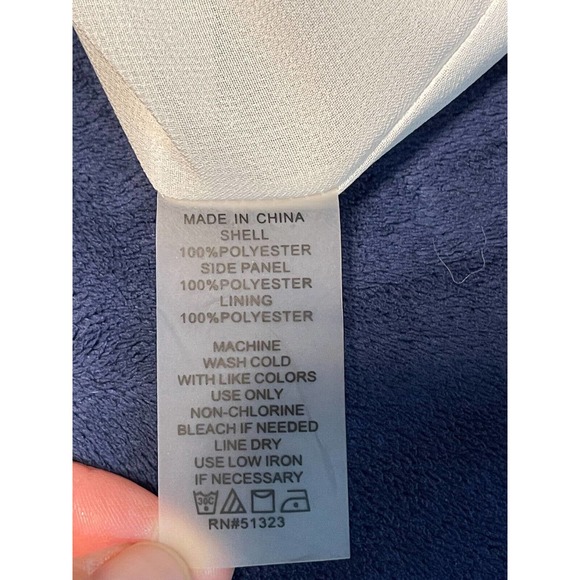 MADE IN CHINA
SHELL
100%POLYESTER
SIDE PANEL
100%POLYESTER
LINING
100%POLYESTER
MACHINE
WASH COLD
WITH LIKE COLORS
USE ONLY
NON-CHLORINE
BLEACH IF NEEDED
LINE DRY
USE LOW IRON
IF NECESSARY
30C
RN#51323